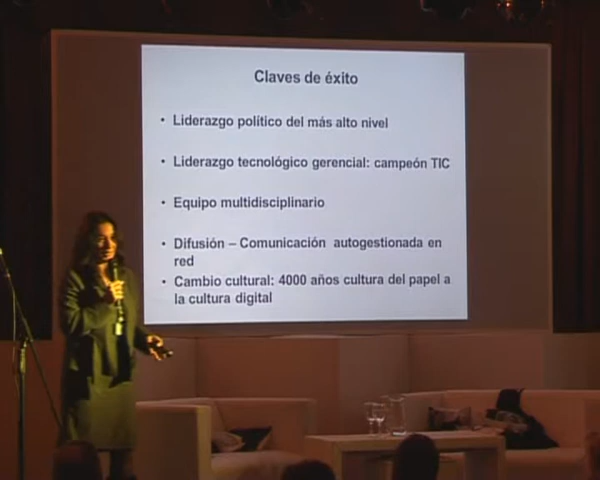 Claves de éxito
• Liderazgo político del más alto nivel
• Liderazgo tecnológico gerencial: campeón TIC
• Equipo multidisciplinario
• Difusión – Comunicación autogestionada en
red
• Cambio cultural: 4000 años cultura del papel a
la cultura digital